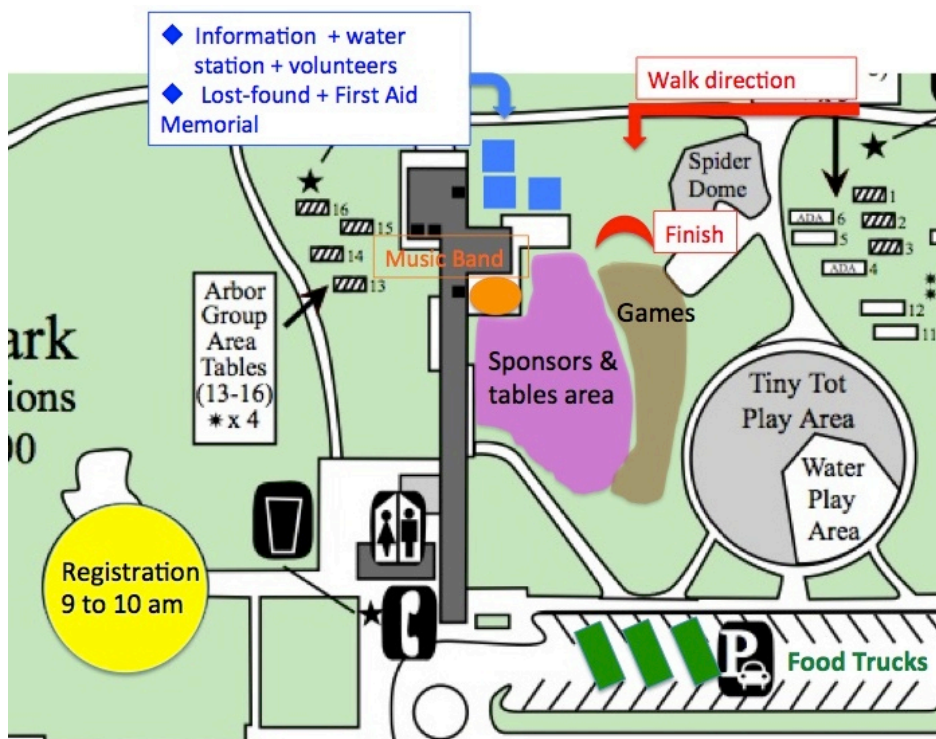 Information + water
station + volunteers
Lost-found + First Aid
Memorial
Walk direction
Spider
Dome
1
2
3
ADA 6
5
ADA 4
12
11
16
15
14
13
Music Band
Finish
Arbor
Group
Area
Tables
(13-16)
* x 4
ark
ions
00
Sponsors &
tables area
Games
Tiny Tot
Play Area
Water
Play
Area
Registration
9 to 10 am
P
Food Trucks